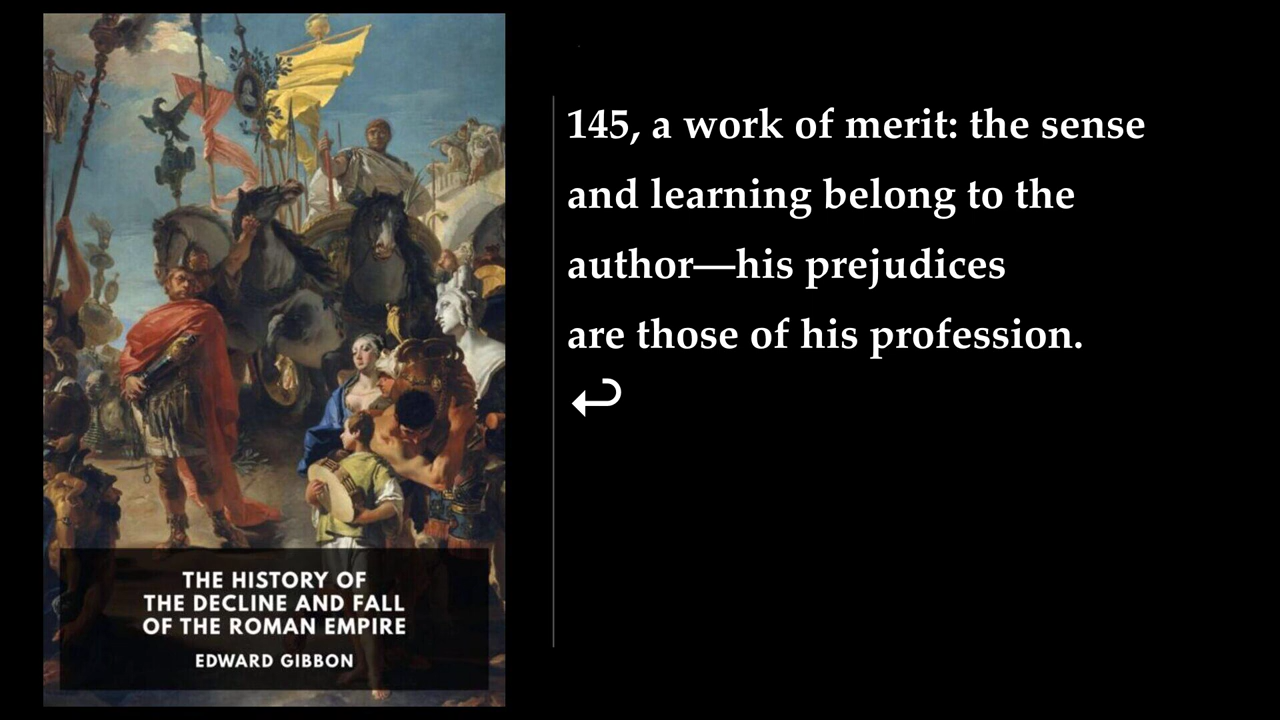 THE HISTORY OF
THE DECLINE AND FALL
OF THE ROMAN EMPIRE
EDWARD GIBBON
145, a work of merit: the sense
and learning belong to the
author—his prejudices
are those of his profession.
↩